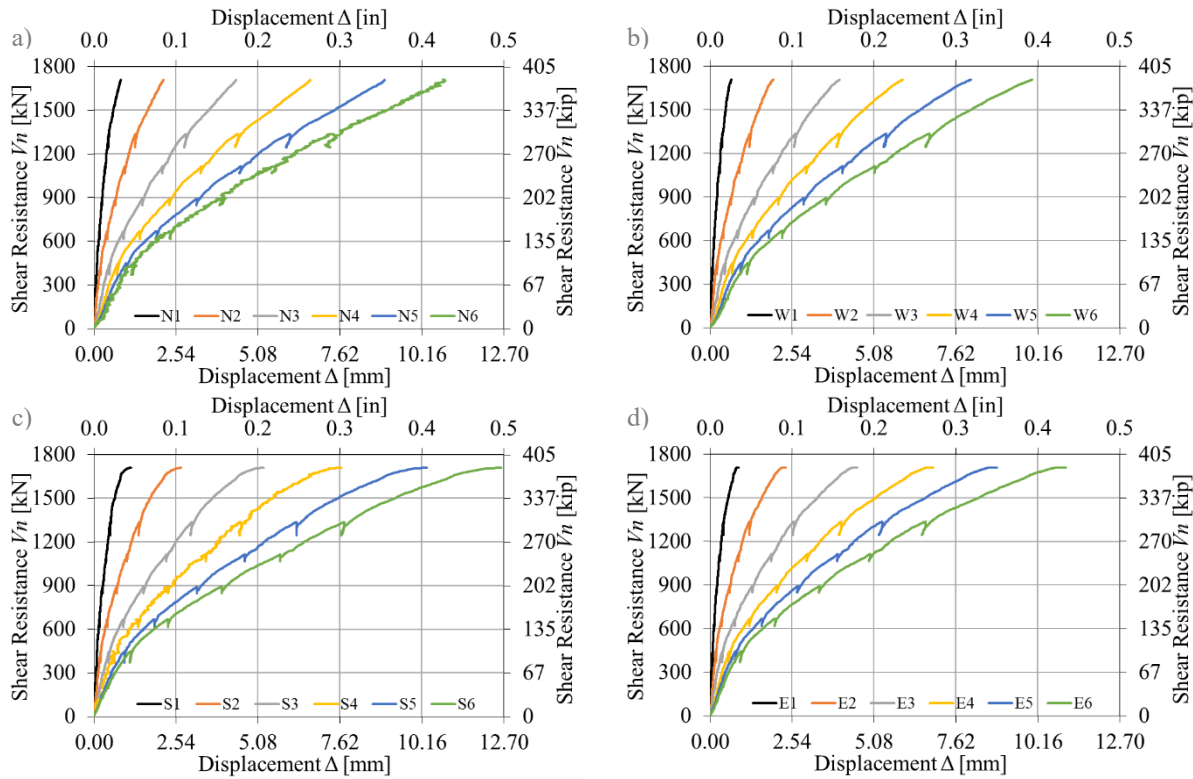 a)
Displacement Δ [in]
0.0 0.1 0.2 0.3 0.4 0.5
Shear Resistance Vn [kN]
1800
1500
1200
900
600
300
0
405
337
270
202
135
67
0
Shear Resistance Vn [kip]
N1 N2 N3 N4 N5 N6
0.00 2.54 5.08 7.62 10.16 12.70
Displacement Δ [mm]
b)
Displacement Δ [in]
0.0 0.1 0.2 0.3 0.4 0.5
Shear Resistance Vn [kN]
1800
1500
1200
900
600
300
0
405
337
270
202
135
67
0
Shear Resistance Vn [kip]
W1 W2 W3 W4 W5 W6
0.00 2.54 5.08 7.62 10.16 12.70
Displacement Δ [mm]
c)
Displacement Δ [in]
0.0 0.1 0.2 0.3 0.4 0.5
Shear Resistance Vn [kN]
1800
1500
1200
900
600
300
0
405
337
270
202
135
67
0
Shear Resistance Vn [kip]
S1 S2 S3 S4 S5 S6
0.00 2.54 5.08 7.62 10.16 12.70
Displacement Δ [mm]
d)
Displacement Δ [in]
0.0 0.1 0.2 0.3 0.4 0.5
Shear Resistance Vn [kN]
1800
1500
1200
900
600
300
0
405
337
270
202
135
67
0
Shear Resistance Vn [kip]
E1 E2 E3 E4 E5 E6
0.00 2.54 5.08 7.62 10.16 12.70
Displacement Δ [mm]